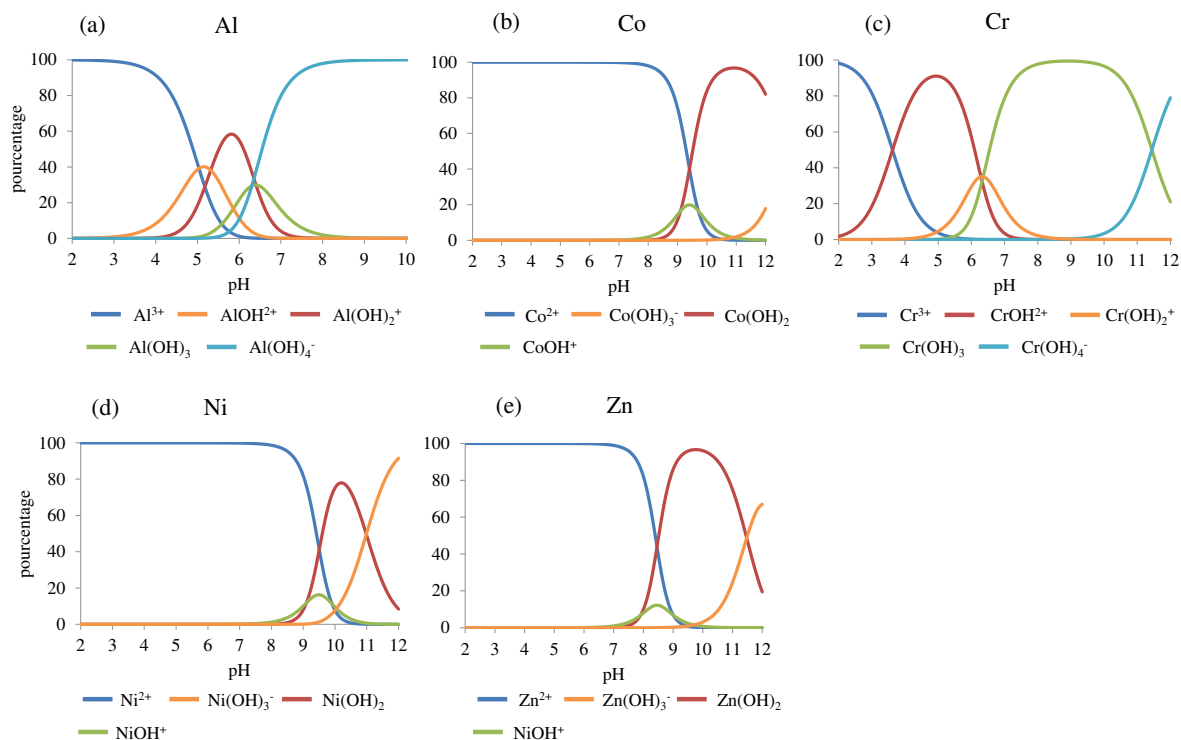 (a) Al
100
80
60
40
20
0
pourcentage
2 3 4 5 6 7 8 9 10
pH
Al³⁺ AlOH²⁺ Al(OH)₂⁺
Al(OH)₃ Al(OH)₄⁻
(b) Co
100
80
60
40
20
0
2 3 4 5 6 7 8 9 10 11 12
pH
Co²⁺ Co(OH)₃⁻ Co(OH)₂
CoOH⁺
(c) Cr
100
80
60
40
20
0
2 3 4 5 6 7 8 9 10 11 12
pH
Cr³⁺ CrOH²⁺ Cr(OH)₂⁺
Cr(OH)₃ Cr(OH)₄⁻
(d) Ni
100
80
60
40
20
0
pourcentage
2 3 4 5 6 7 8 9 10 11 12
pH
Ni²⁺ Ni(OH)₃⁻ Ni(OH)₂
NiOH⁺
(e) Zn
100
80
60
40
20
0
2 3 4 5 6 7 8 9 10 11 12
pH
Zn²⁺ Zn(OH)₃⁻ Zn(OH)₂
NiOH⁺